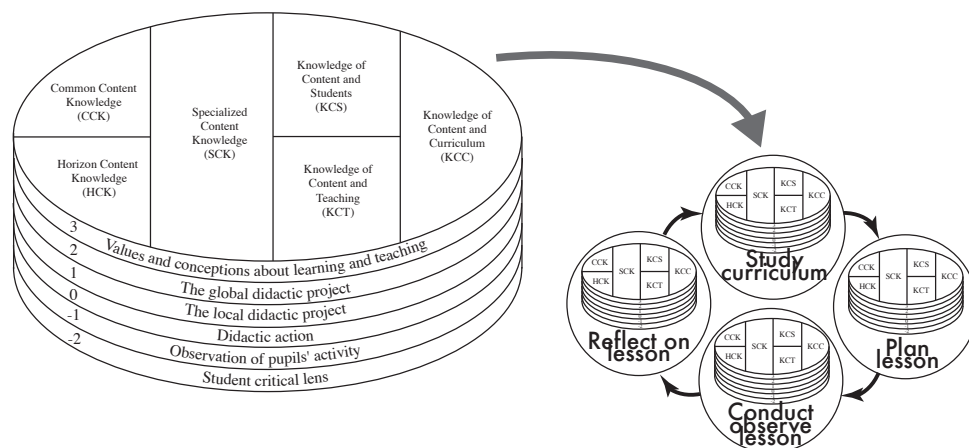 Common Content
Knowledge
(CCK)
Horizon Content
Knowledge
(HCK)
Specialized
Content
Knowledge
(SCK)
Knowledge of
Content and
Students
(KCS)
Knowledge of
Content and
Teaching
(KCT)
Knowledge of
Content and
Curriculum
(KCC)
3
Values and conceptions about learning and teaching
2
The global didactic project
1
The local didactic project
0
Didactic action
-1
Observation of pupils' activity
-2
Student critical lens
CCK
HCK
SCK
KCS
KCT
KCC
Study
curriculum
CCK
HCK
SCK
KCS
KCT
KCC
Plan
lesson
CCK
HCK
SCK
KCS
KCT
KCC
Conduct
observe lesson
CCK
HCK
SCK
KCS
KCT
KCC
Reflect on
lesson